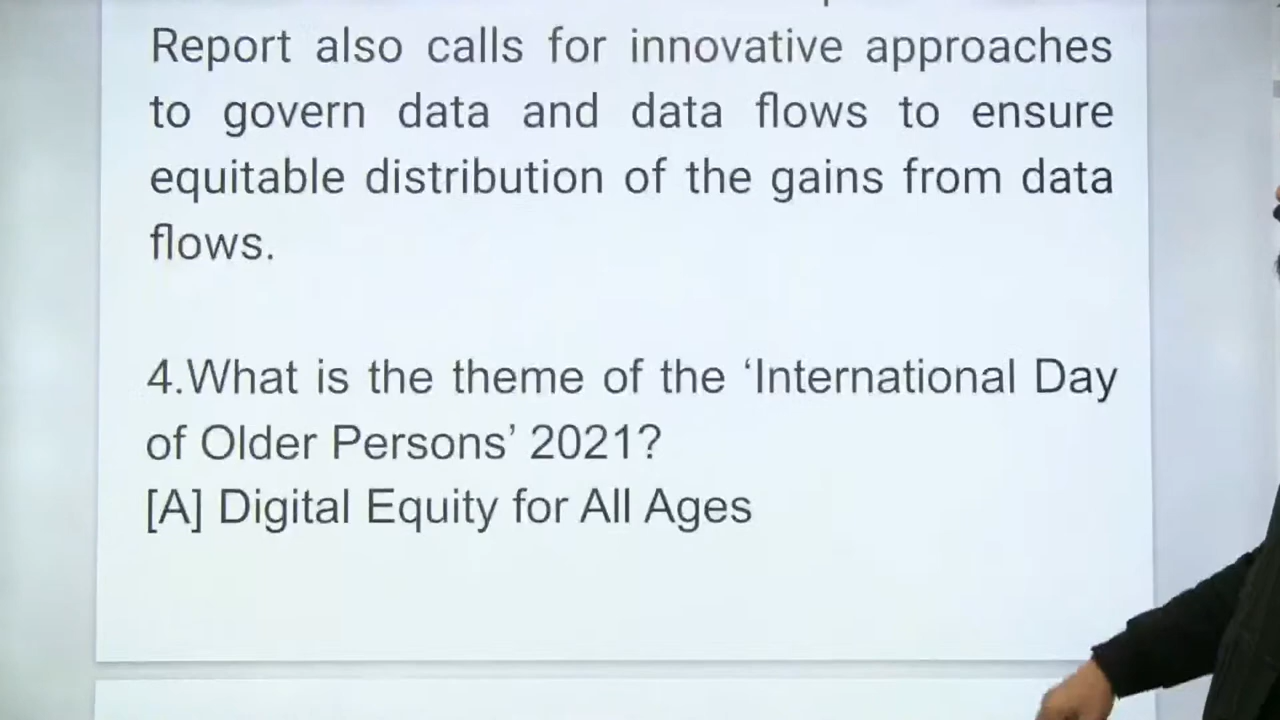 Report also calls for innovative approaches
to govern data and data flows to ensure
equitable distribution of the gains from data
flows.
4.What is the theme of the ‘International Day
of Older Persons’ 2021?
[A] Digital Equity for All Ages